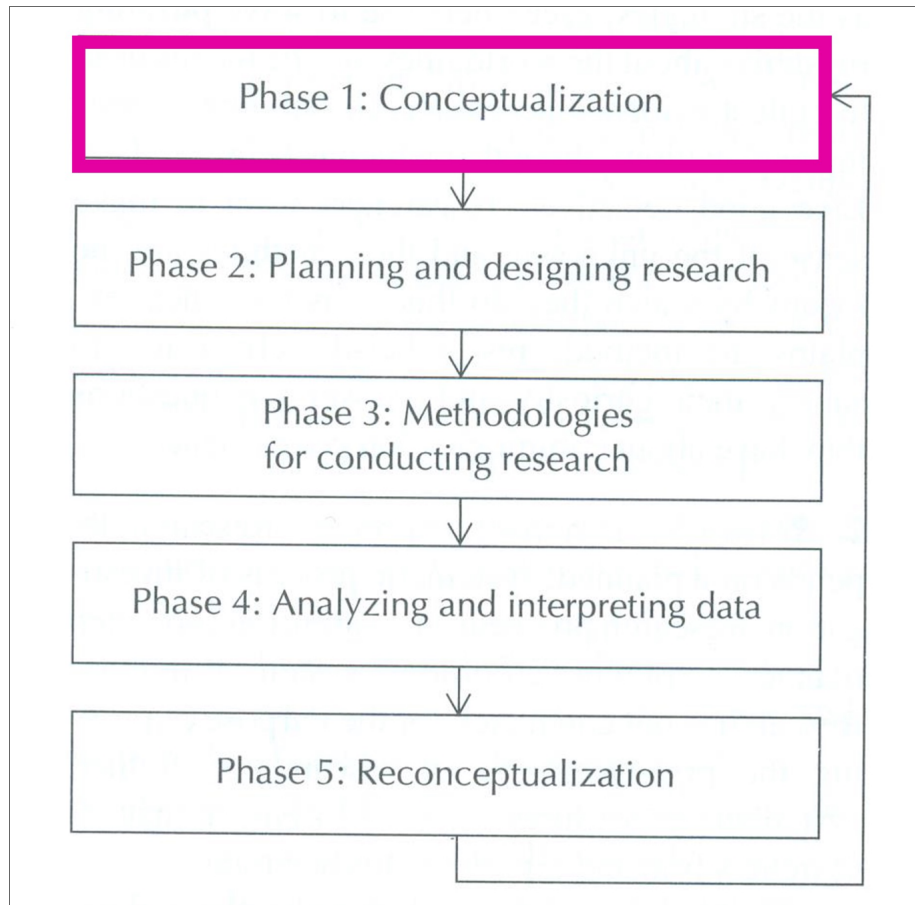 Phase 1: Conceptualization
Phase 2: Planning and designing research
Phase 3: Methodologies
for conducting research
Phase 4: Analyzing and interpreting data
Phase 5: Reconceptualization